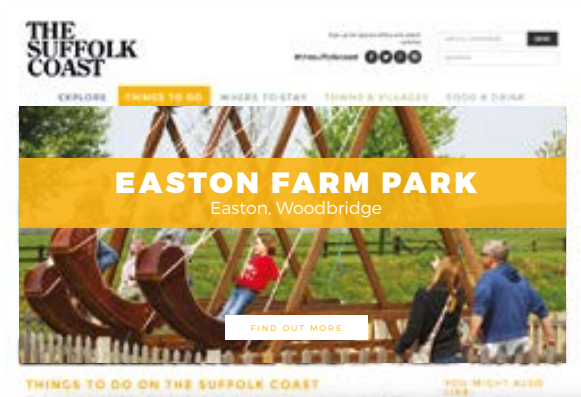 THE
SUFFOLK
COAST
#thesuffolkcoast
EXPLORE THINGS TO DO WHERE TO STAY TOWNS & VILLAGES FOOD & DRINK
EASTON FARM PARK
Easton, Woodbridge
FIND OUT MORE
THINGS TO DO ON THE SUFFOLK COAST
YOU MIGHT ALSO
LIKE: